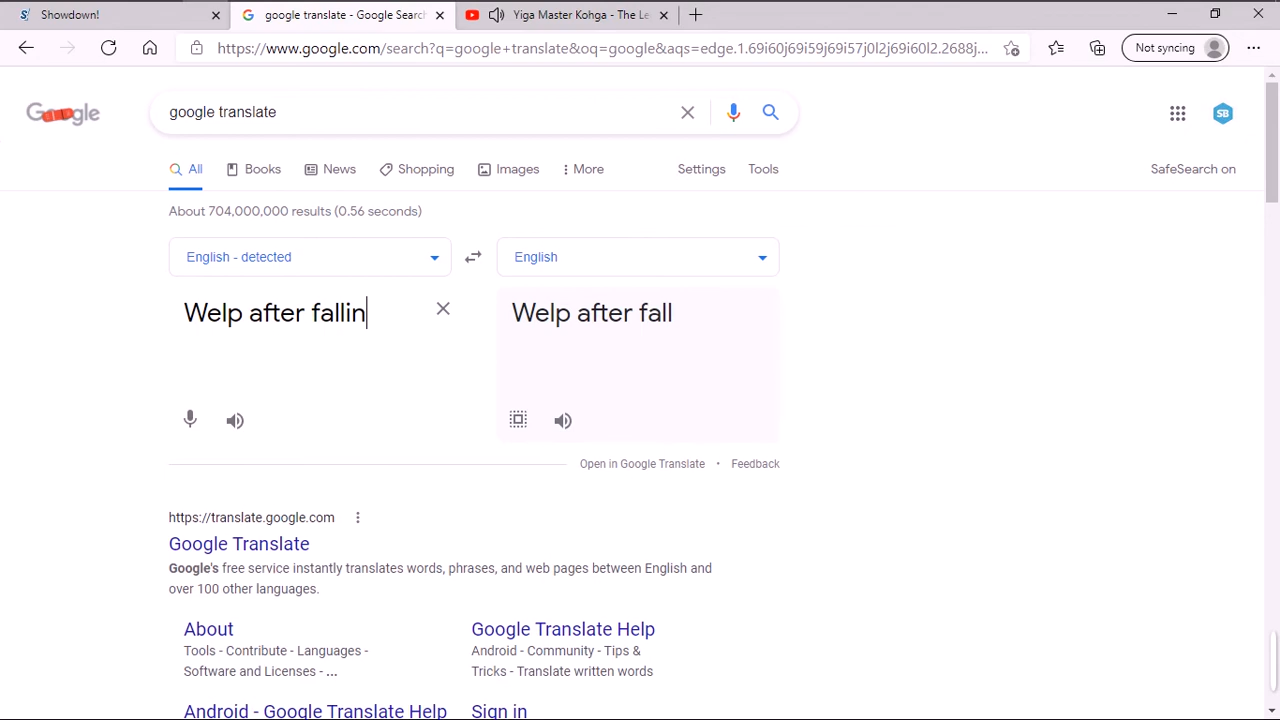 Showdown!
google translate - Google Search
Yiga Master Kohga - The Le
https://www.google.com/search?q=google+translate&oq=google&aqs=edge.1.69i60j69i59j69i57j0l2j69i60l2.2688j...
Not syncing
Google
google translate
SB
All
Books
News
Shopping
Images
More
Settings
Tools
SafeSearch on
About 704,000,000 results (0.56 seconds)
English - detected
English
Welp after fallin
Welp after fall
Open in Google Translate • Feedback
https://translate.google.com
Google Translate
Google's free service instantly translates words, phrases, and web pages between English and
over 100 other languages.
About
Tools - Content - Languages -
Software and Licenses - ...
Google Translate Help
Android - Community - Tips &
Tricks - Translate written words
Android - Google Translate Help
Sign in